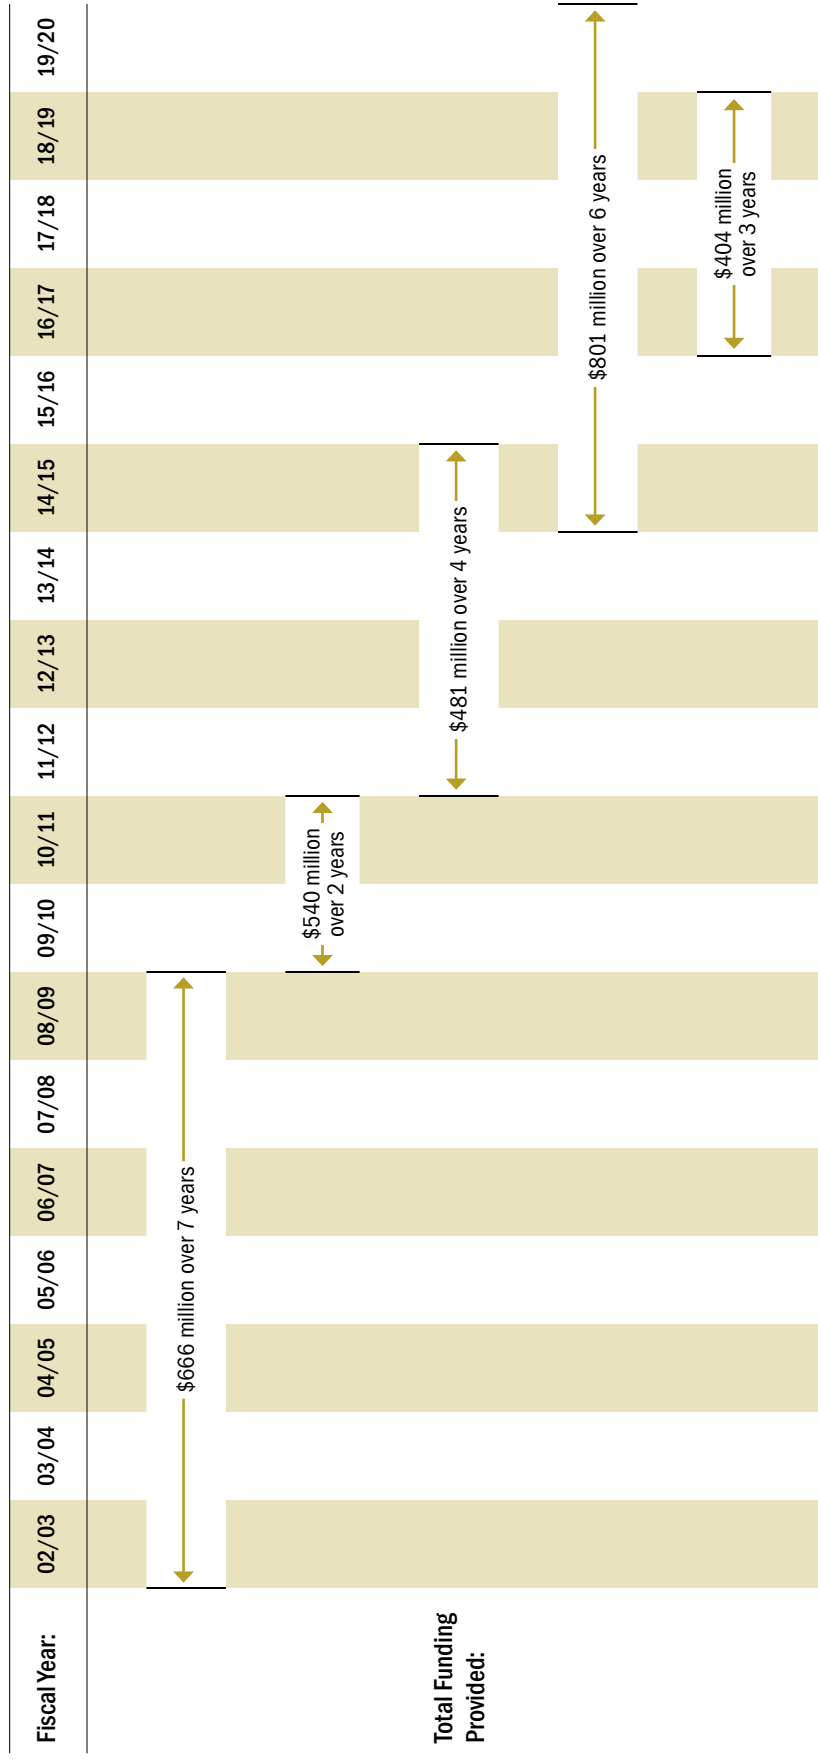 Fiscal Year:
02/03
03/04
04/05
05/06
06/07
07/08
08/09
09/10
10/11
11/12
12/13
13/14
14/15
15/16
16/17
17/18
18/19
19/20
Total Funding
Provided:
$666 million over 7 years
$540 million
over 2 years
$481 million over 4 years
$801 million over 6 years
$404 million
over 3 years